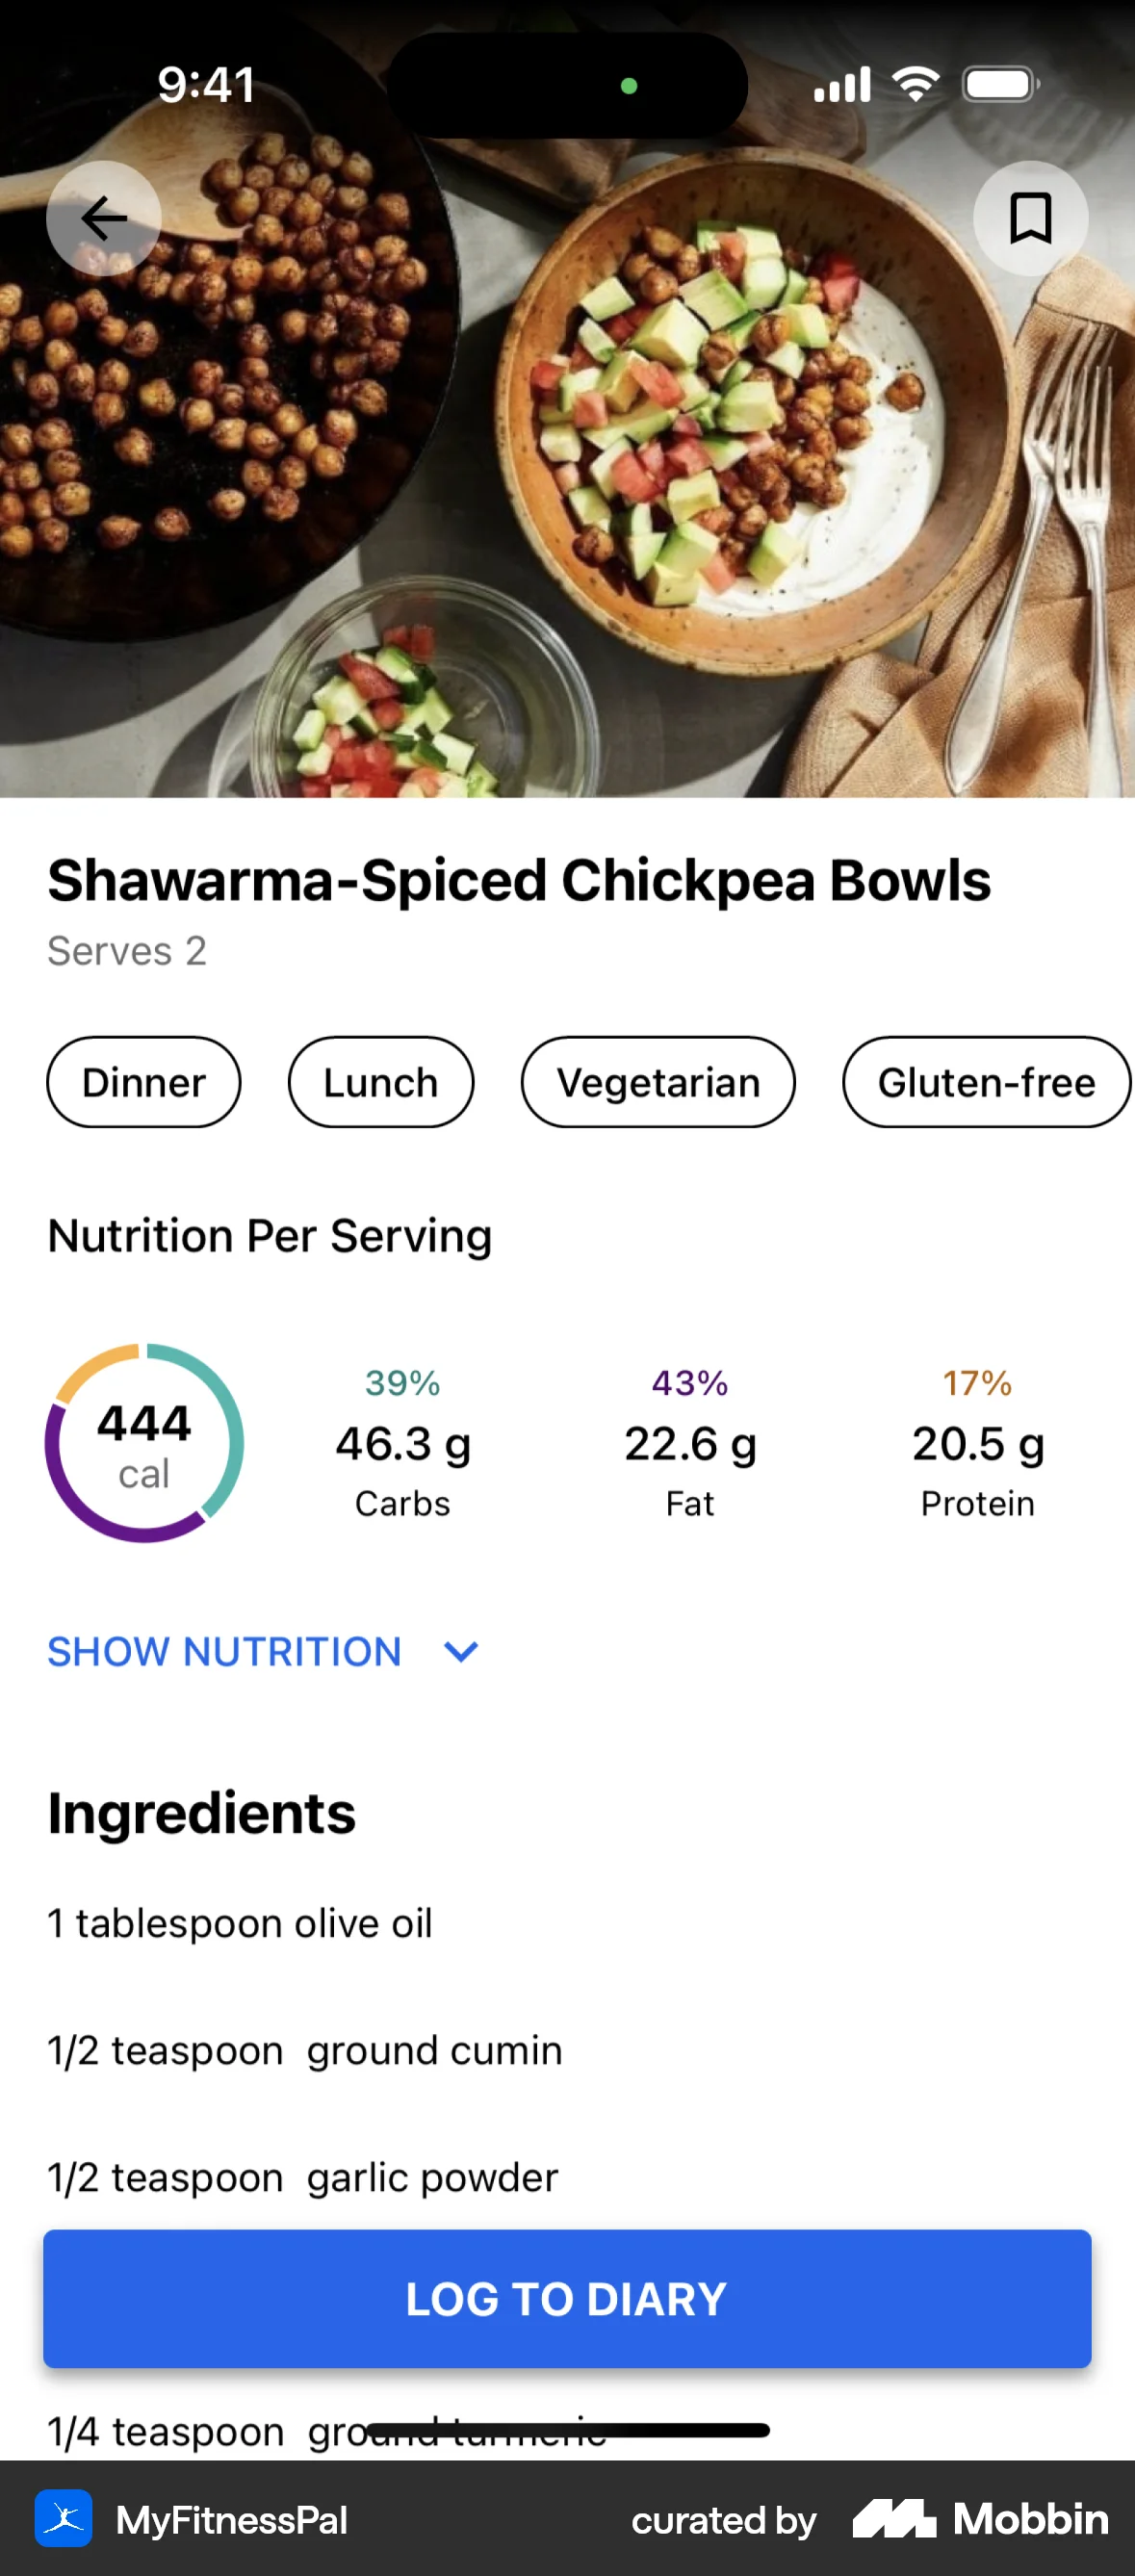 9:41
Shawarma-Spiced Chickpea Bowls
Serves 2
Dinner Lunch Vegetarian Gluten-free
Nutrition Per Serving
444
cal
39% 43% 17%
46.3 g 22.6 g 20.5 g
Carbs Fat Protein
SHOW NUTRITION
Ingredients
1 tablespoon olive oil
1/2 teaspoon ground cumin
1/2 teaspoon garlic powder
LOG TO DIARY
1/4 teaspoon ground turmeric
MyFitnessPal curated by Mobbin